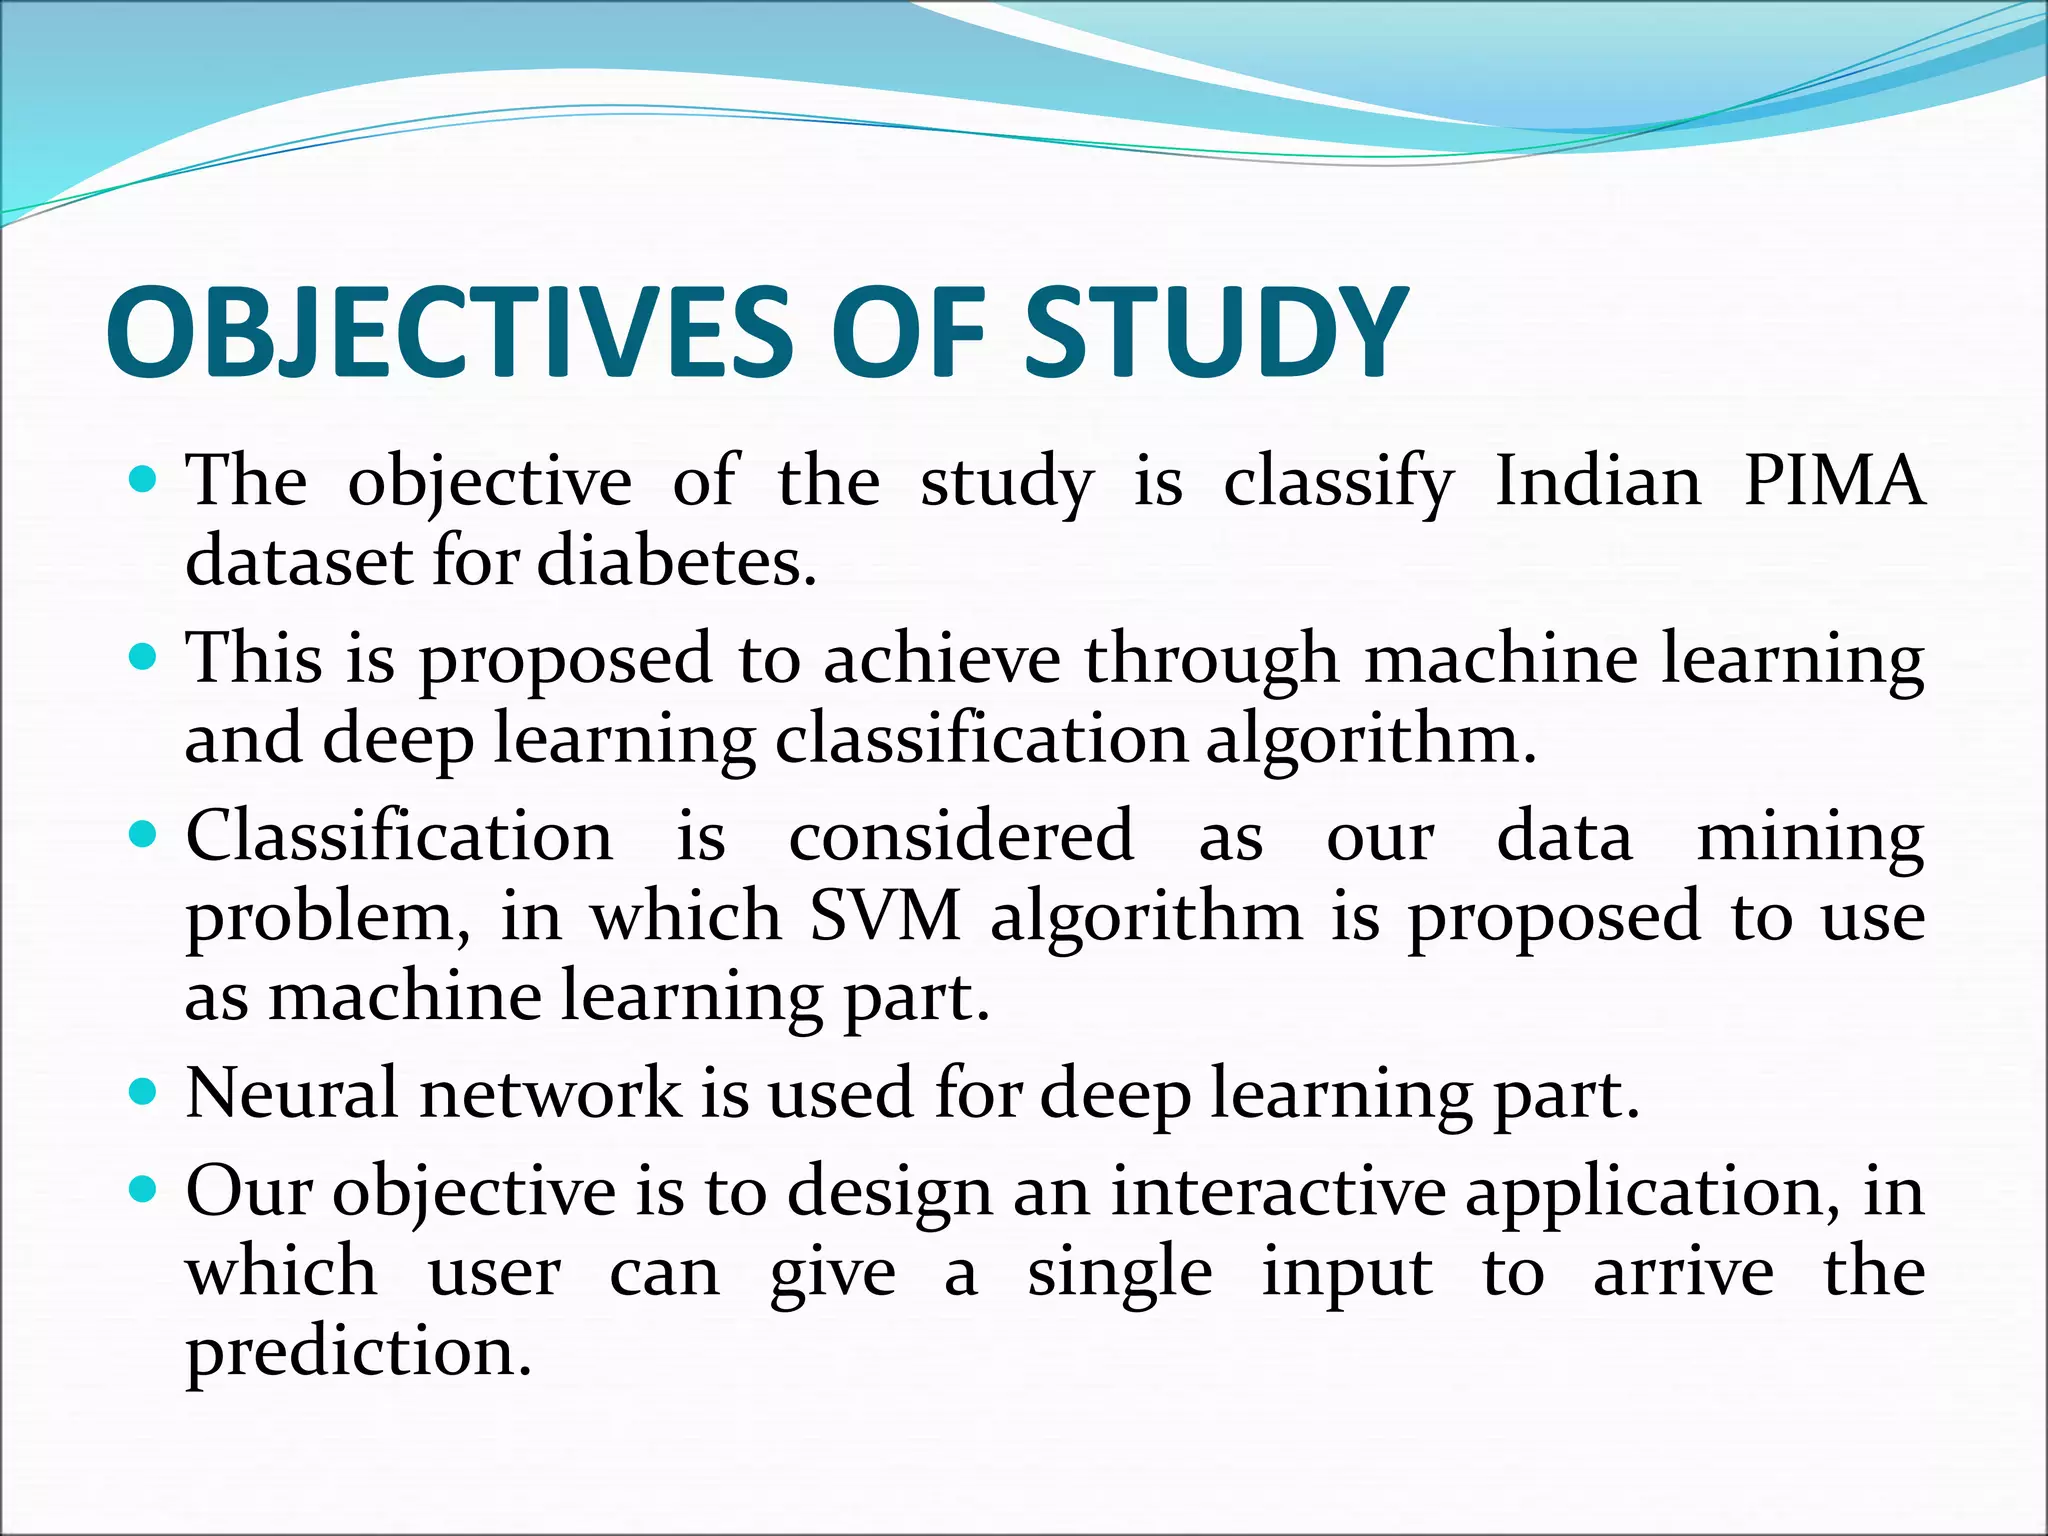 OBJECTIVES OF STUDY
• The objective of the study is classify Indian PIMA
dataset for diabetes.
• This is proposed to achieve through machine learning
and deep learning classification algorithm.
• Classification is considered as our data mining
problem, in which SVM algorithm is proposed to use
as machine learning part.
• Neural network is used for deep learning part.
• Our objective is to design an interactive application, in
which user can give a single input to arrive the
prediction.